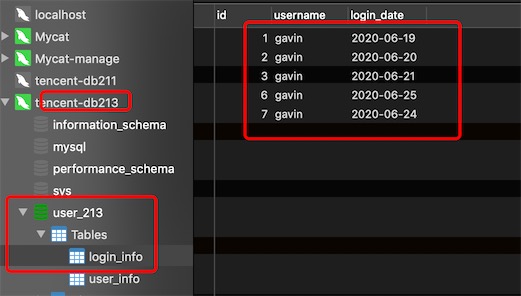 localhost
Mycat
Mycat-manage
tencent-db211
tencent-db213
information_schema
mysql
performance_schema
sys
user_213
Tables
login_info
user_info
id username login_date
1 gavin 2020-06-19
2 gavin 2020-06-20
3 gavin 2020-06-21
6 gavin 2020-06-25
7 gavin 2020-06-24